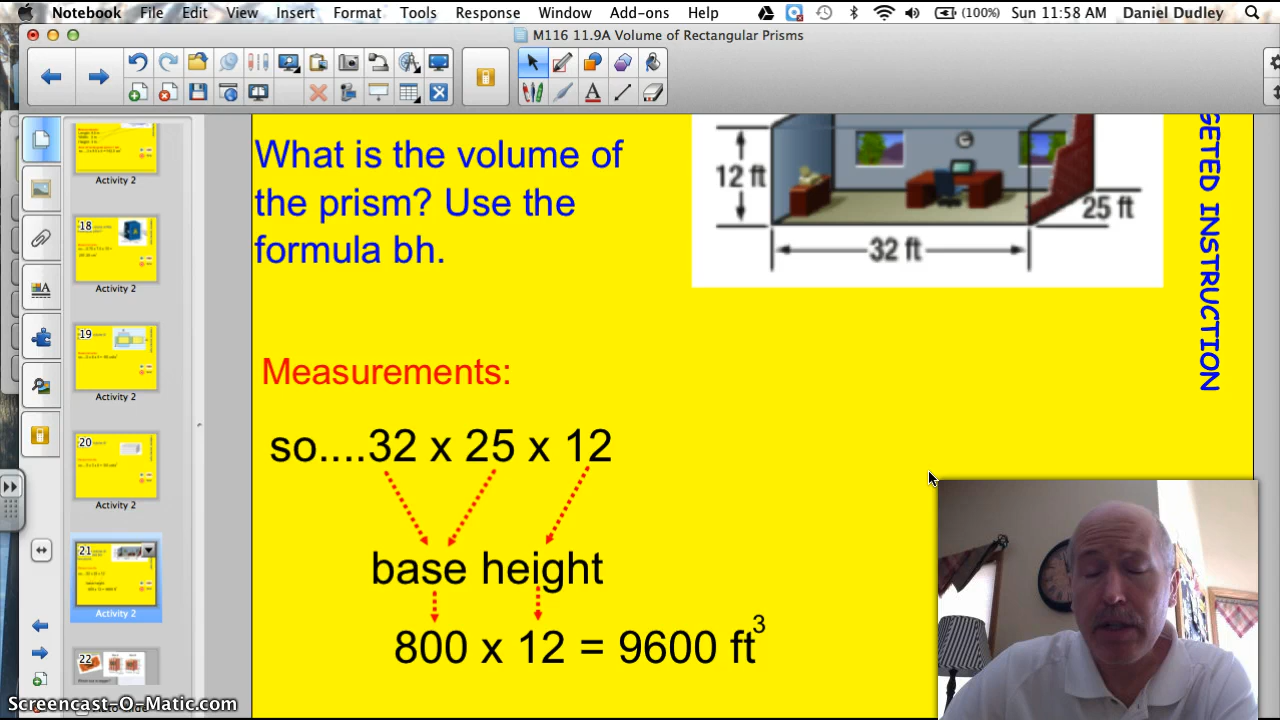 Notebook File Edit View Insert Format Tools Response Window Add-ons Help (100%) Sun 11:58 AM Daniel Dudley
M116 11.9A Volume of Rectangular Prisms
Activity 2
18
Activity 2
19
Activity 2
20
Activity 2
21
Activity 2
22
What is the volume of
the prism? Use the
formula bh.
12 ft
25 ft
32 ft
GETED INSTRUCTION
Measurements:
so....32 x 25 x 12
base height
800 x 12 = 9600 ft³
Screencast-O-Matic.com